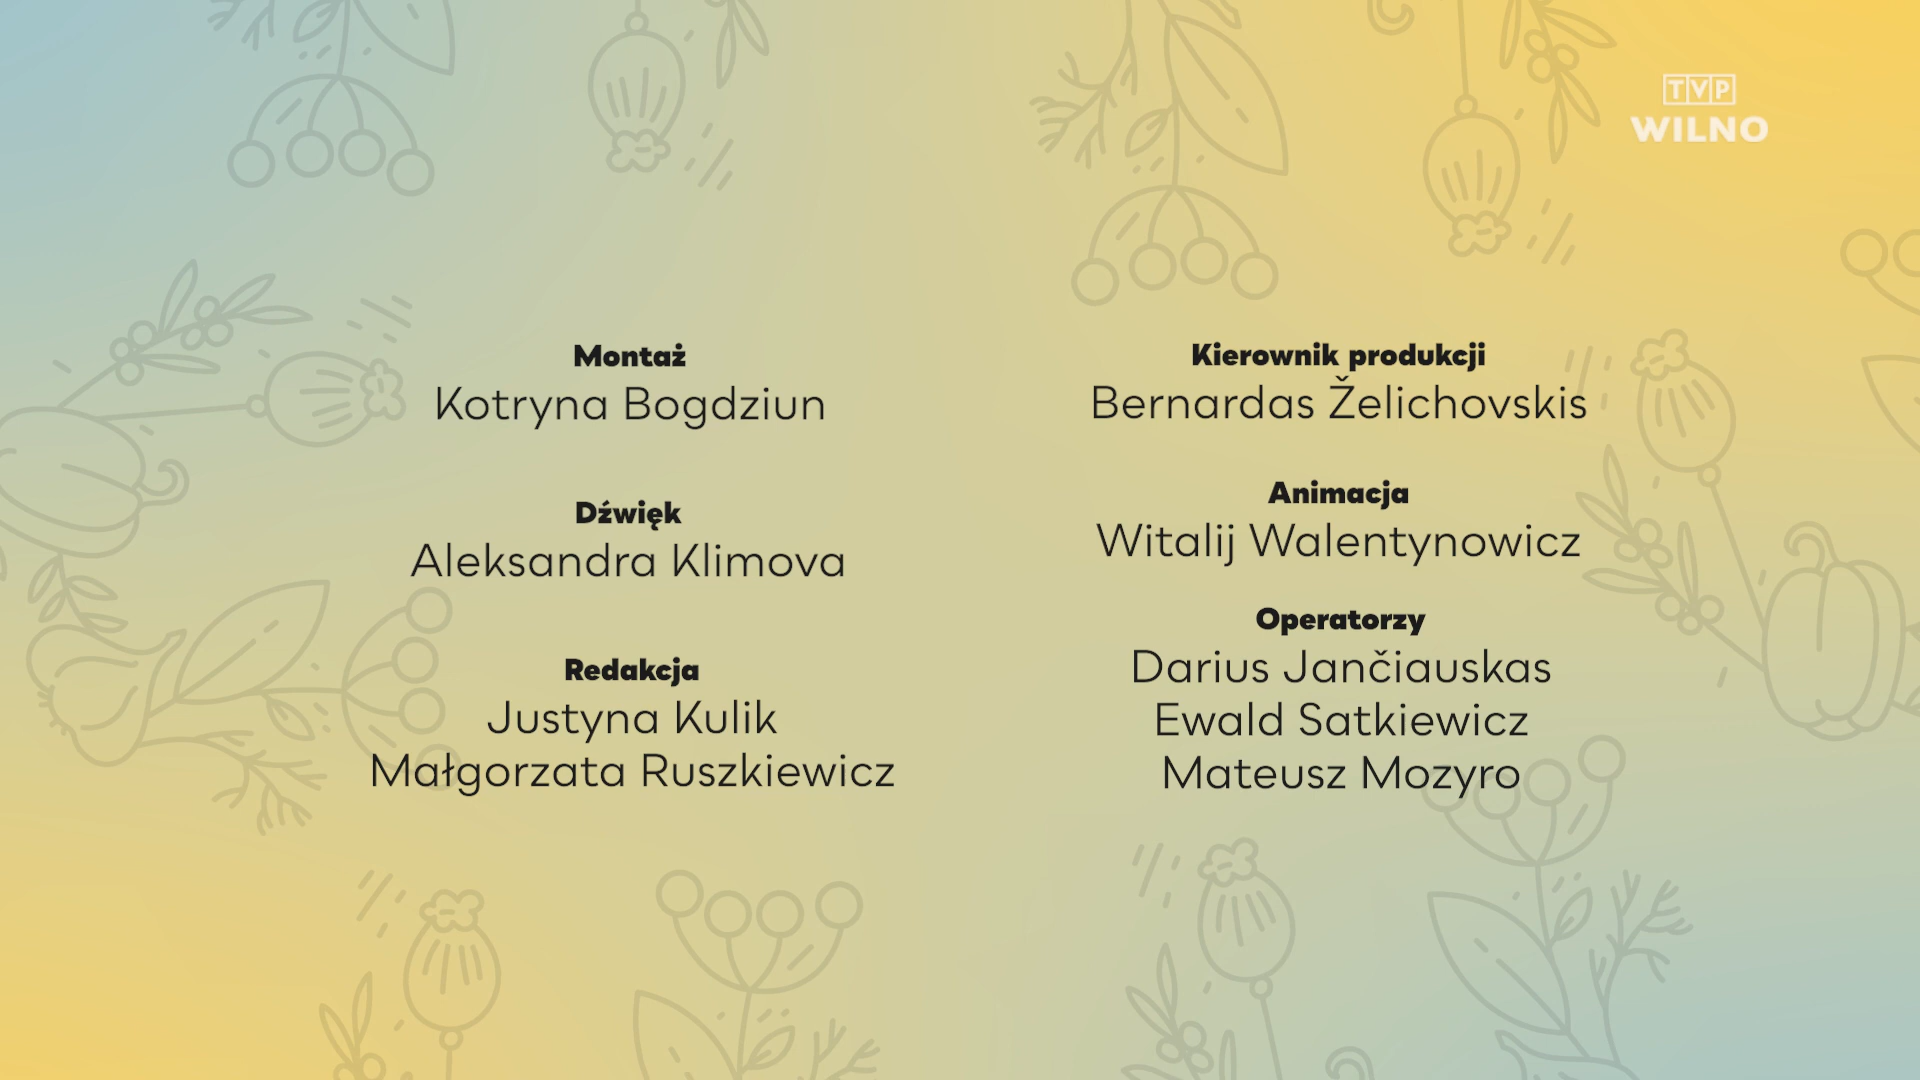 TVP
WILNO
Montaż
Kotryna Bogdziun
Dźwięk
Aleksandra Klimova
Redakcja
Justyna Kulik
Małgorzata Ruszkiewicz
Kierownik produkcji
Bernardas Želichovskis
Animacja
Witalij Walentynowicz
Operatorzy
Darius Jančiauskas
Ewald Satkiewicz
Mateusz Mozyro